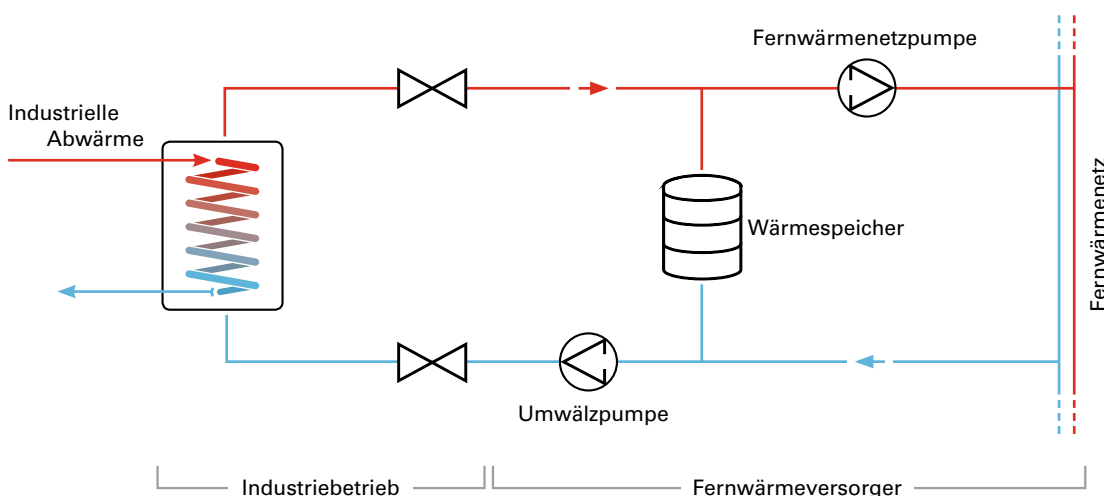 Fernwärmenetzpumpe
Industrielle
Abwärme
Wärmespeicher
Fernwärmenetz
Umwälzpumpe
Industriebetrieb
Fernwärmeversorger